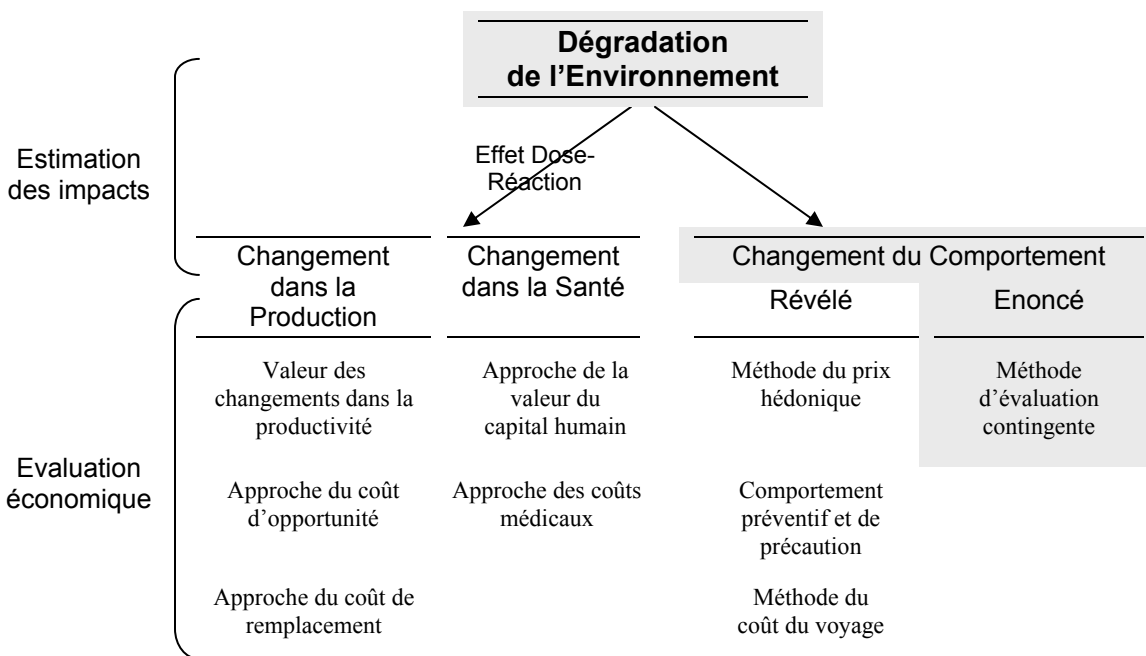 Dégradation
de l’Environnement
Estimation
des impacts
Effet Dose-
Réaction
Changement
dans la
Production
Changement
dans la Santé
Changement du Comportement
Révélé
Enoncé
Evaluation
économique
Valeur des
changements dans la
productivité
Approche de la
valeur du
capital humain
Méthode du prix
hédonique
Méthode
d’évaluation
contingente
Approche du coût
d’opportunité
Approche des coûts
médicaux
Comportement
préventif et de
précaution
Approche du coût de
remplacement
Méthode du
coût du voyage